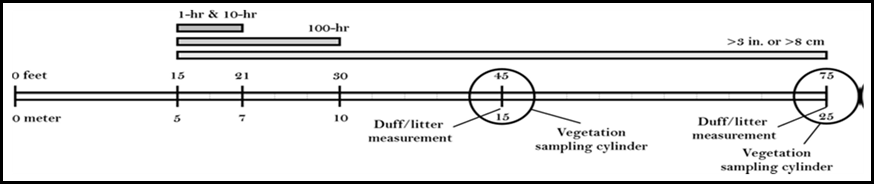 1-hr & 10-hr
100-hr
>3 in. or >8 cm
0 feet 15 21 30 45 75
0 meter 5 7 10 15 25
Duff/litter
measurement
Vegetation
sampling cylinder
Duff/litter
measurement
Vegetation
sampling cylinder